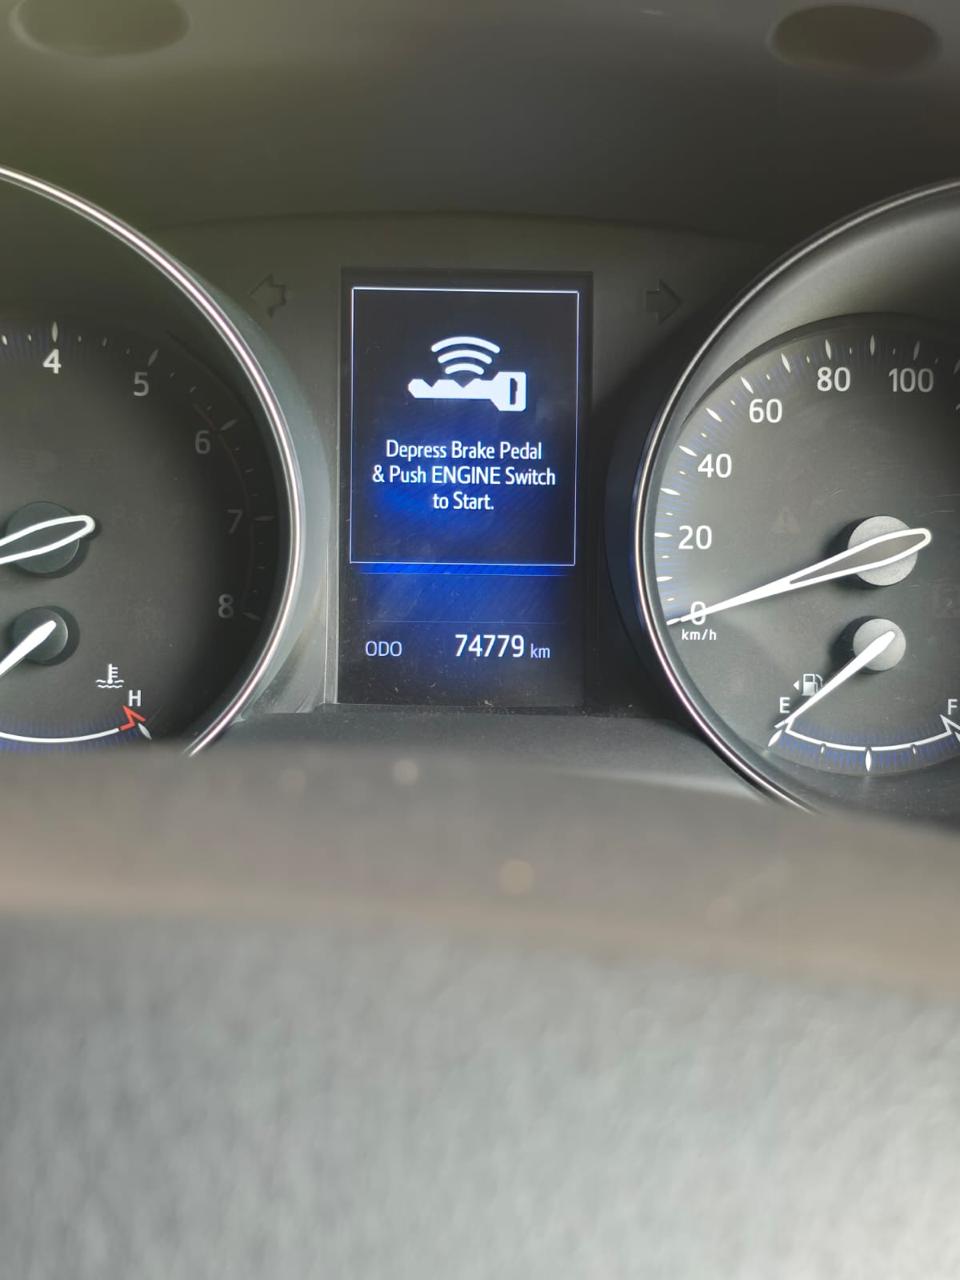 4
5
6
7
8
H
Depress Brake Pedal
& Push ENGINE Switch
to Start.
ODO 74779 km
0
km/h
20
40
60
80
100
E
F